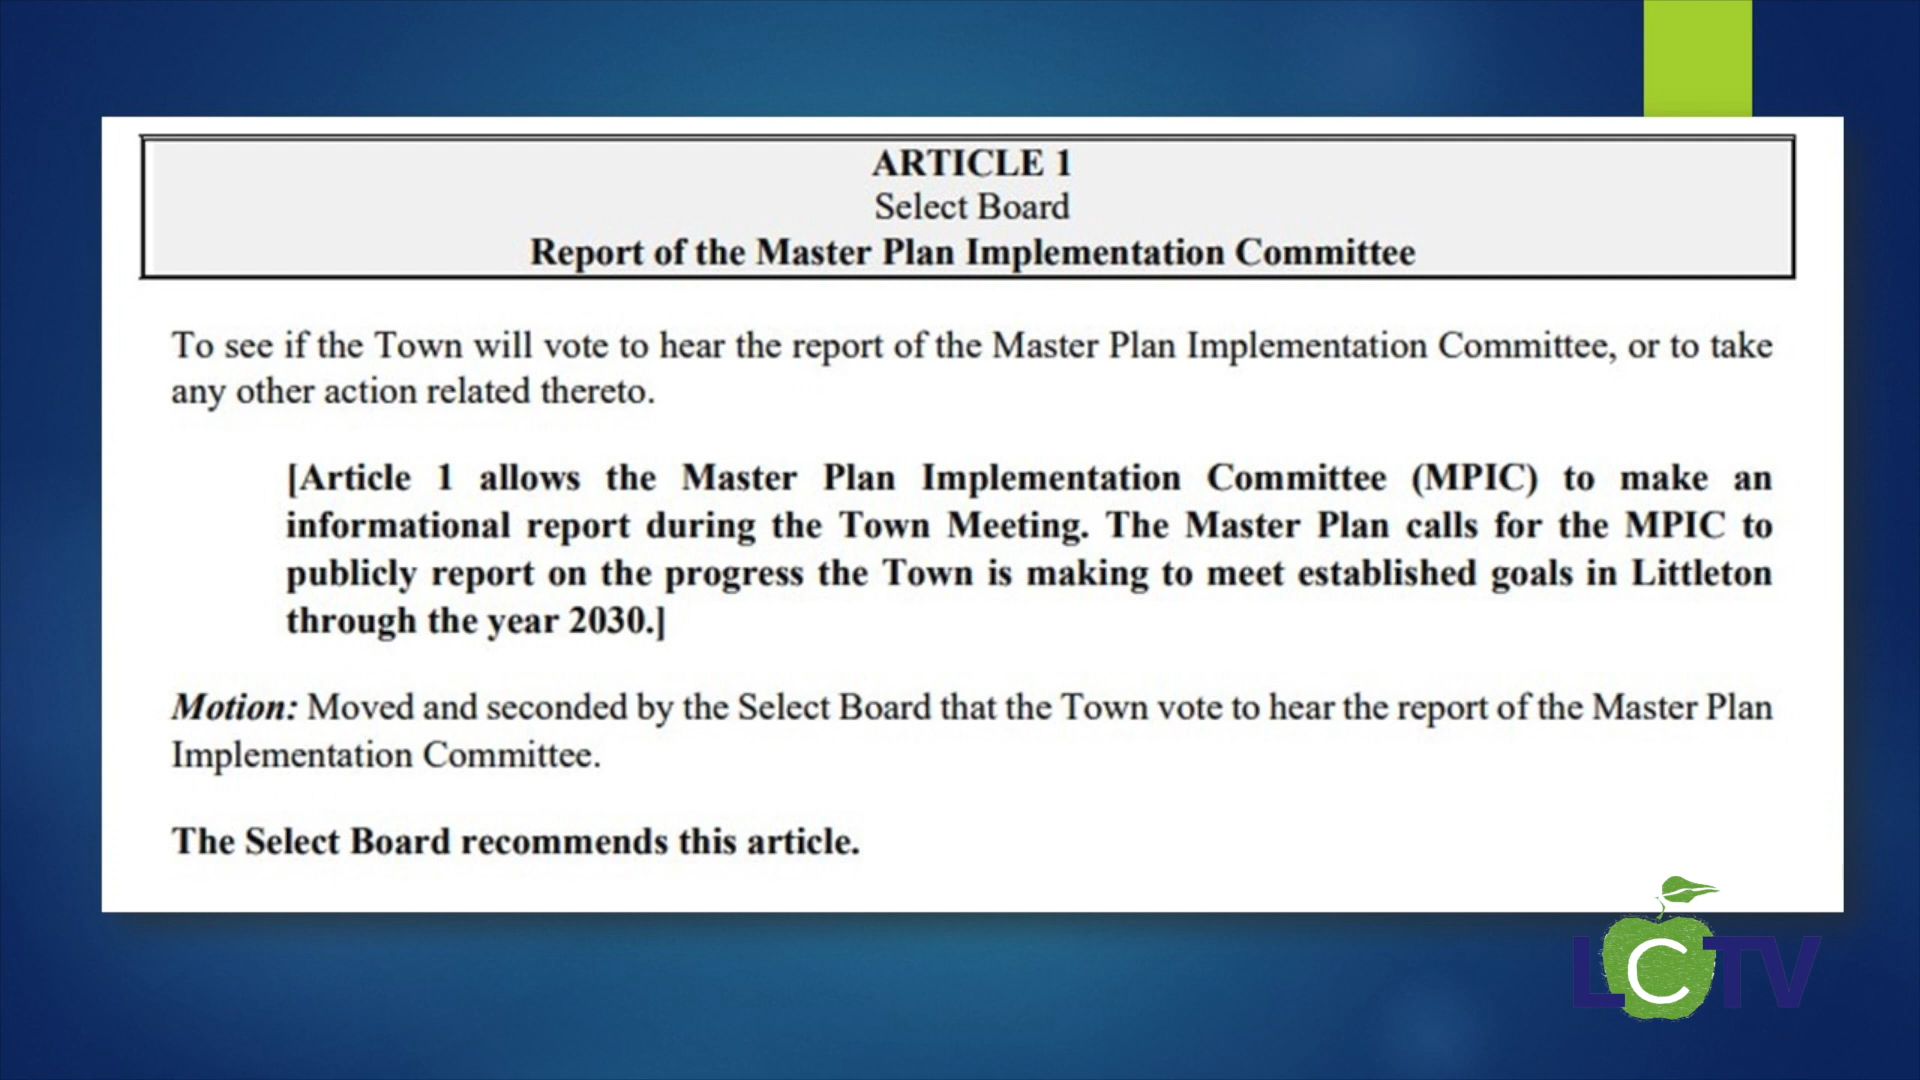 ARTICLE 1
Select Board
Report of the Master Plan Implementation Committee
To see if the Town will vote to hear the report of the Master Plan Implementation Committee, or to take
any other action related thereto.
[Article 1 allows the Master Plan Implementation Committee (MPIC) to make an
informational report during the Town Meeting. The Master Plan calls for the MPIC to
publicly report on the progress the Town is making to meet established goals in Littleton
through the year 2030.]
Motion: Moved and seconded by the Select Board that the Town vote to hear the report of the Master Plan
Implementation Committee.
The Select Board recommends this article.
LCTV